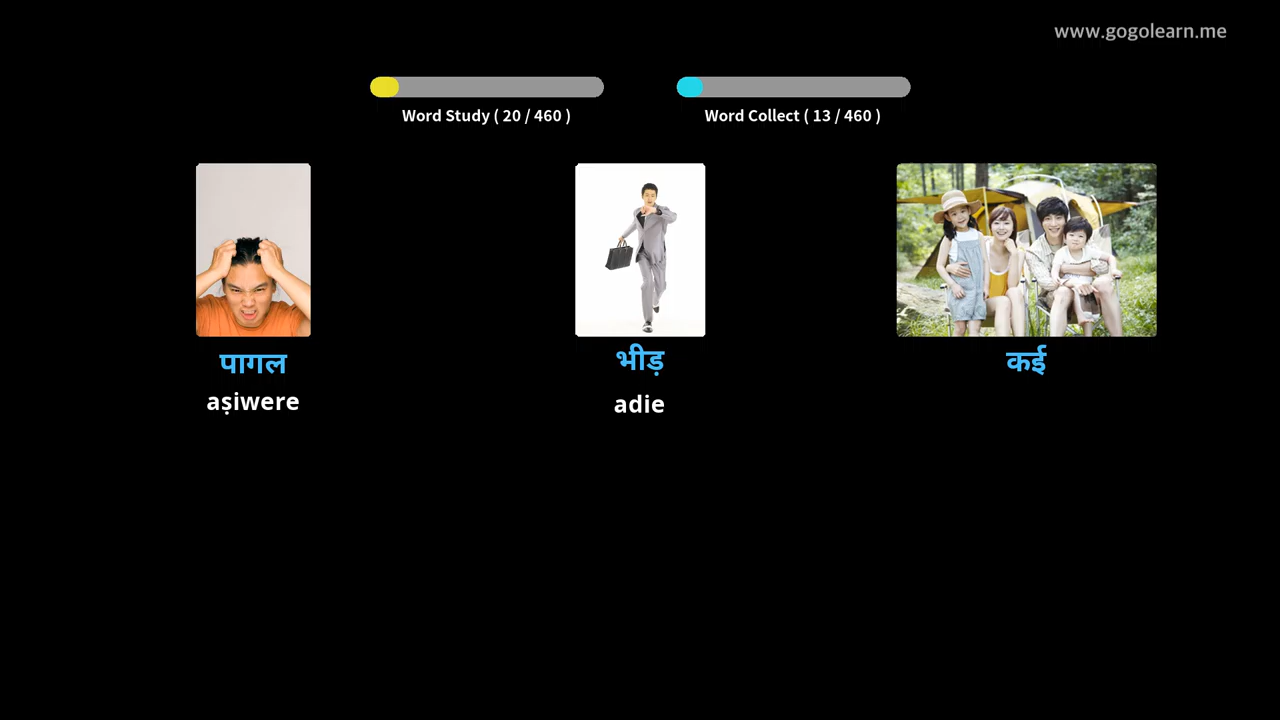 www.gogolearn.me
Word Study ( 20 / 460 )
Word Collect ( 13 / 460 )
पागल
भीड़
कई
aṣiwere
adie